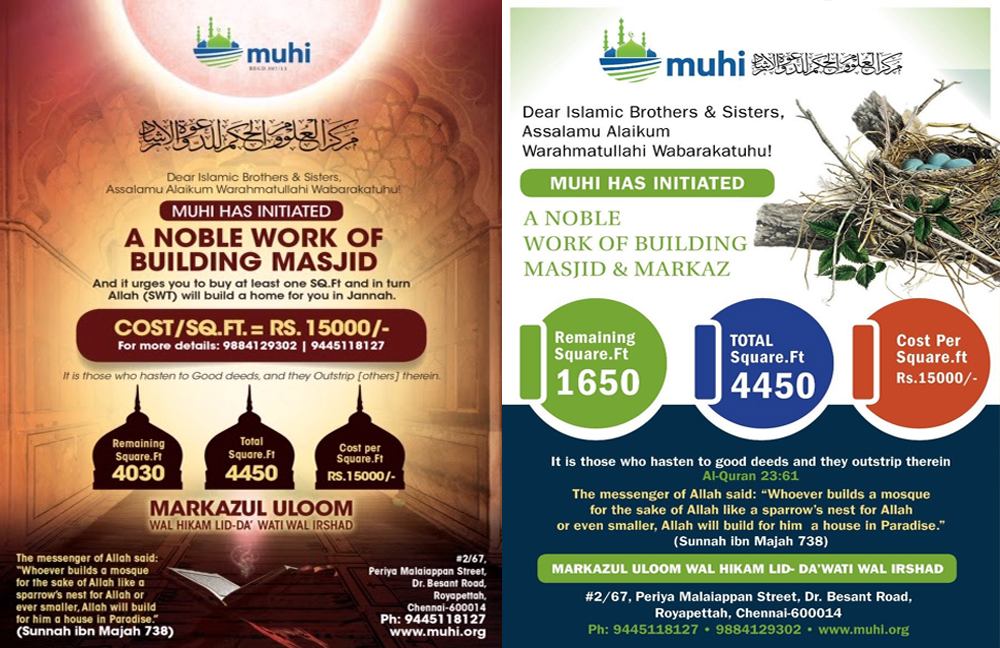 muhi
مركز العلوم والحكم للدعوة والإرشاد
Dear Islamic Brothers & Sisters,
Assalamu Alaikum Warahmatullahi Wabarakatuhu!
MUHI HAS INITIATED
A NOBLE WORK OF
BUILDING MASJID
And it urges you to buy at least one SQ.Ft and in turn
Allah (SWT) will build a home for you in Jannah.
COST/SQ.FT. = RS. 15000/-
For more details: 9884129302 | 9445118127
It is those who hasten to Good deeds, and they Outstrip [others] therein.
Remaining
Square.Ft
4030
Total
Square.Ft
4450
Cost per
Square.Ft
RS.15000/-
MARKAZUL ULOOM
WAL HIKAM LID-DA' WATI WAL IRSHAD
The messenger of Allah said:
"Whoever builds a mosque
for the sake of Allah like a
sparrow's nest for Allah or
ever smaller, Allah will build
for him a house in Paradise."
(Sunnah ibn Majah 738)
#2/67,
Periya Malaiappan Street,
Dr. Besant Road,
Royapettah,
Chennai-600014
Ph: 9445118127
www.muhi.org
muhi
مركز العلوم والحكم للدعوة والإرشاد
Dear Islamic Brothers & Sisters,
Assalamu Alaikum
Warahmatullahi Wabarakatuhu!
MUHI HAS INITIATED
A NOBLE
WORK OF BUILDING
MASJID & MARKAZ
Remaining
Square.Ft
1650
TOTAL
Square.Ft
4450
Cost Per
Square.ft
Rs.15000/-
It is those who hasten to good deeds and they outstrip therein
Al-Quran 23:61
The messenger of Allah said: "Whoever builds a mosque
for the sake of Allah like a sparrow's nest for Allah
or even smaller, Allah will build for him a house in Paradise."
(Sunnah ibn Majah 738)
MARKAZUL ULOOM WAL HIKAM LID- DA'WATI WAL IRSHAD
#2/67, Periya Malaiappan Street, Dr. Besant Road,
Royapettah, Chennai-600014
Ph: 9445118127 • 9884129302 • www.muhi.org